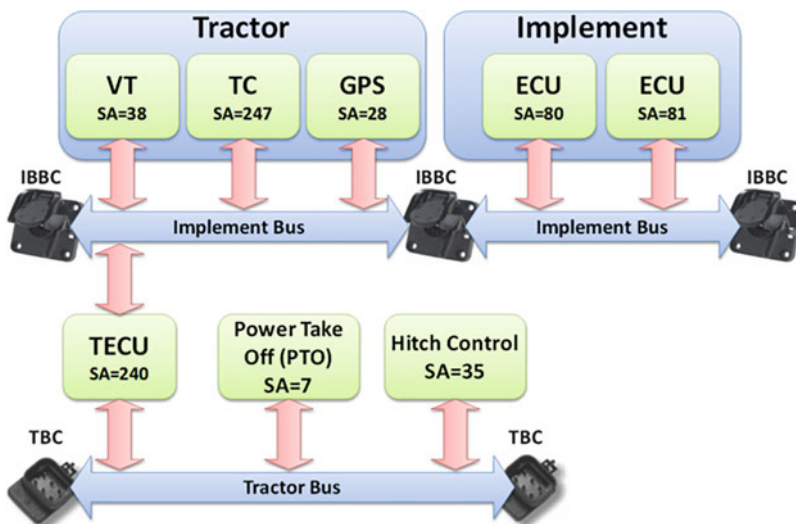 Tractor
Implement
VT
SA=38
TC
SA=247
GPS
SA=28
ECU
SA=80
ECU
SA=81
IBBC
IBBC
IBBC
Implement Bus
Implement Bus
TECU
SA=240
Power Take
Off (PTO)
SA=7
Hitch Control
SA=35
TBC
TBC
Tractor Bus